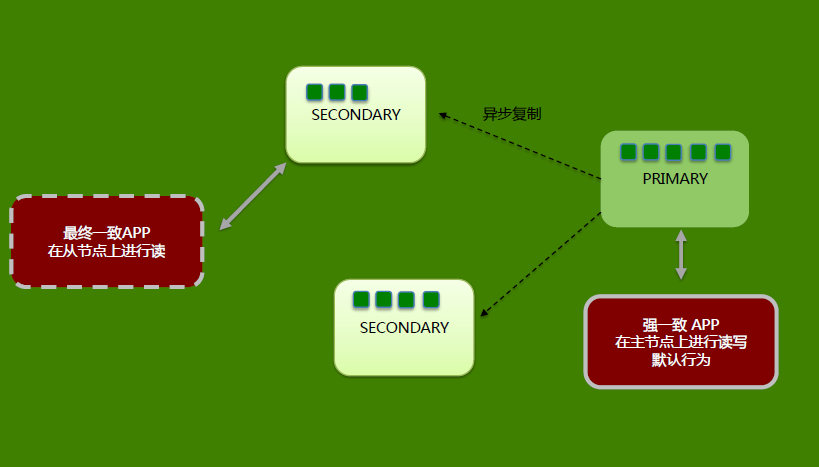 SECONDARY
异步复制
PRIMARY
最终一致APP
在从节点上进行读
SECONDARY
强一致 APP
在主节点上进行读写
默认行为